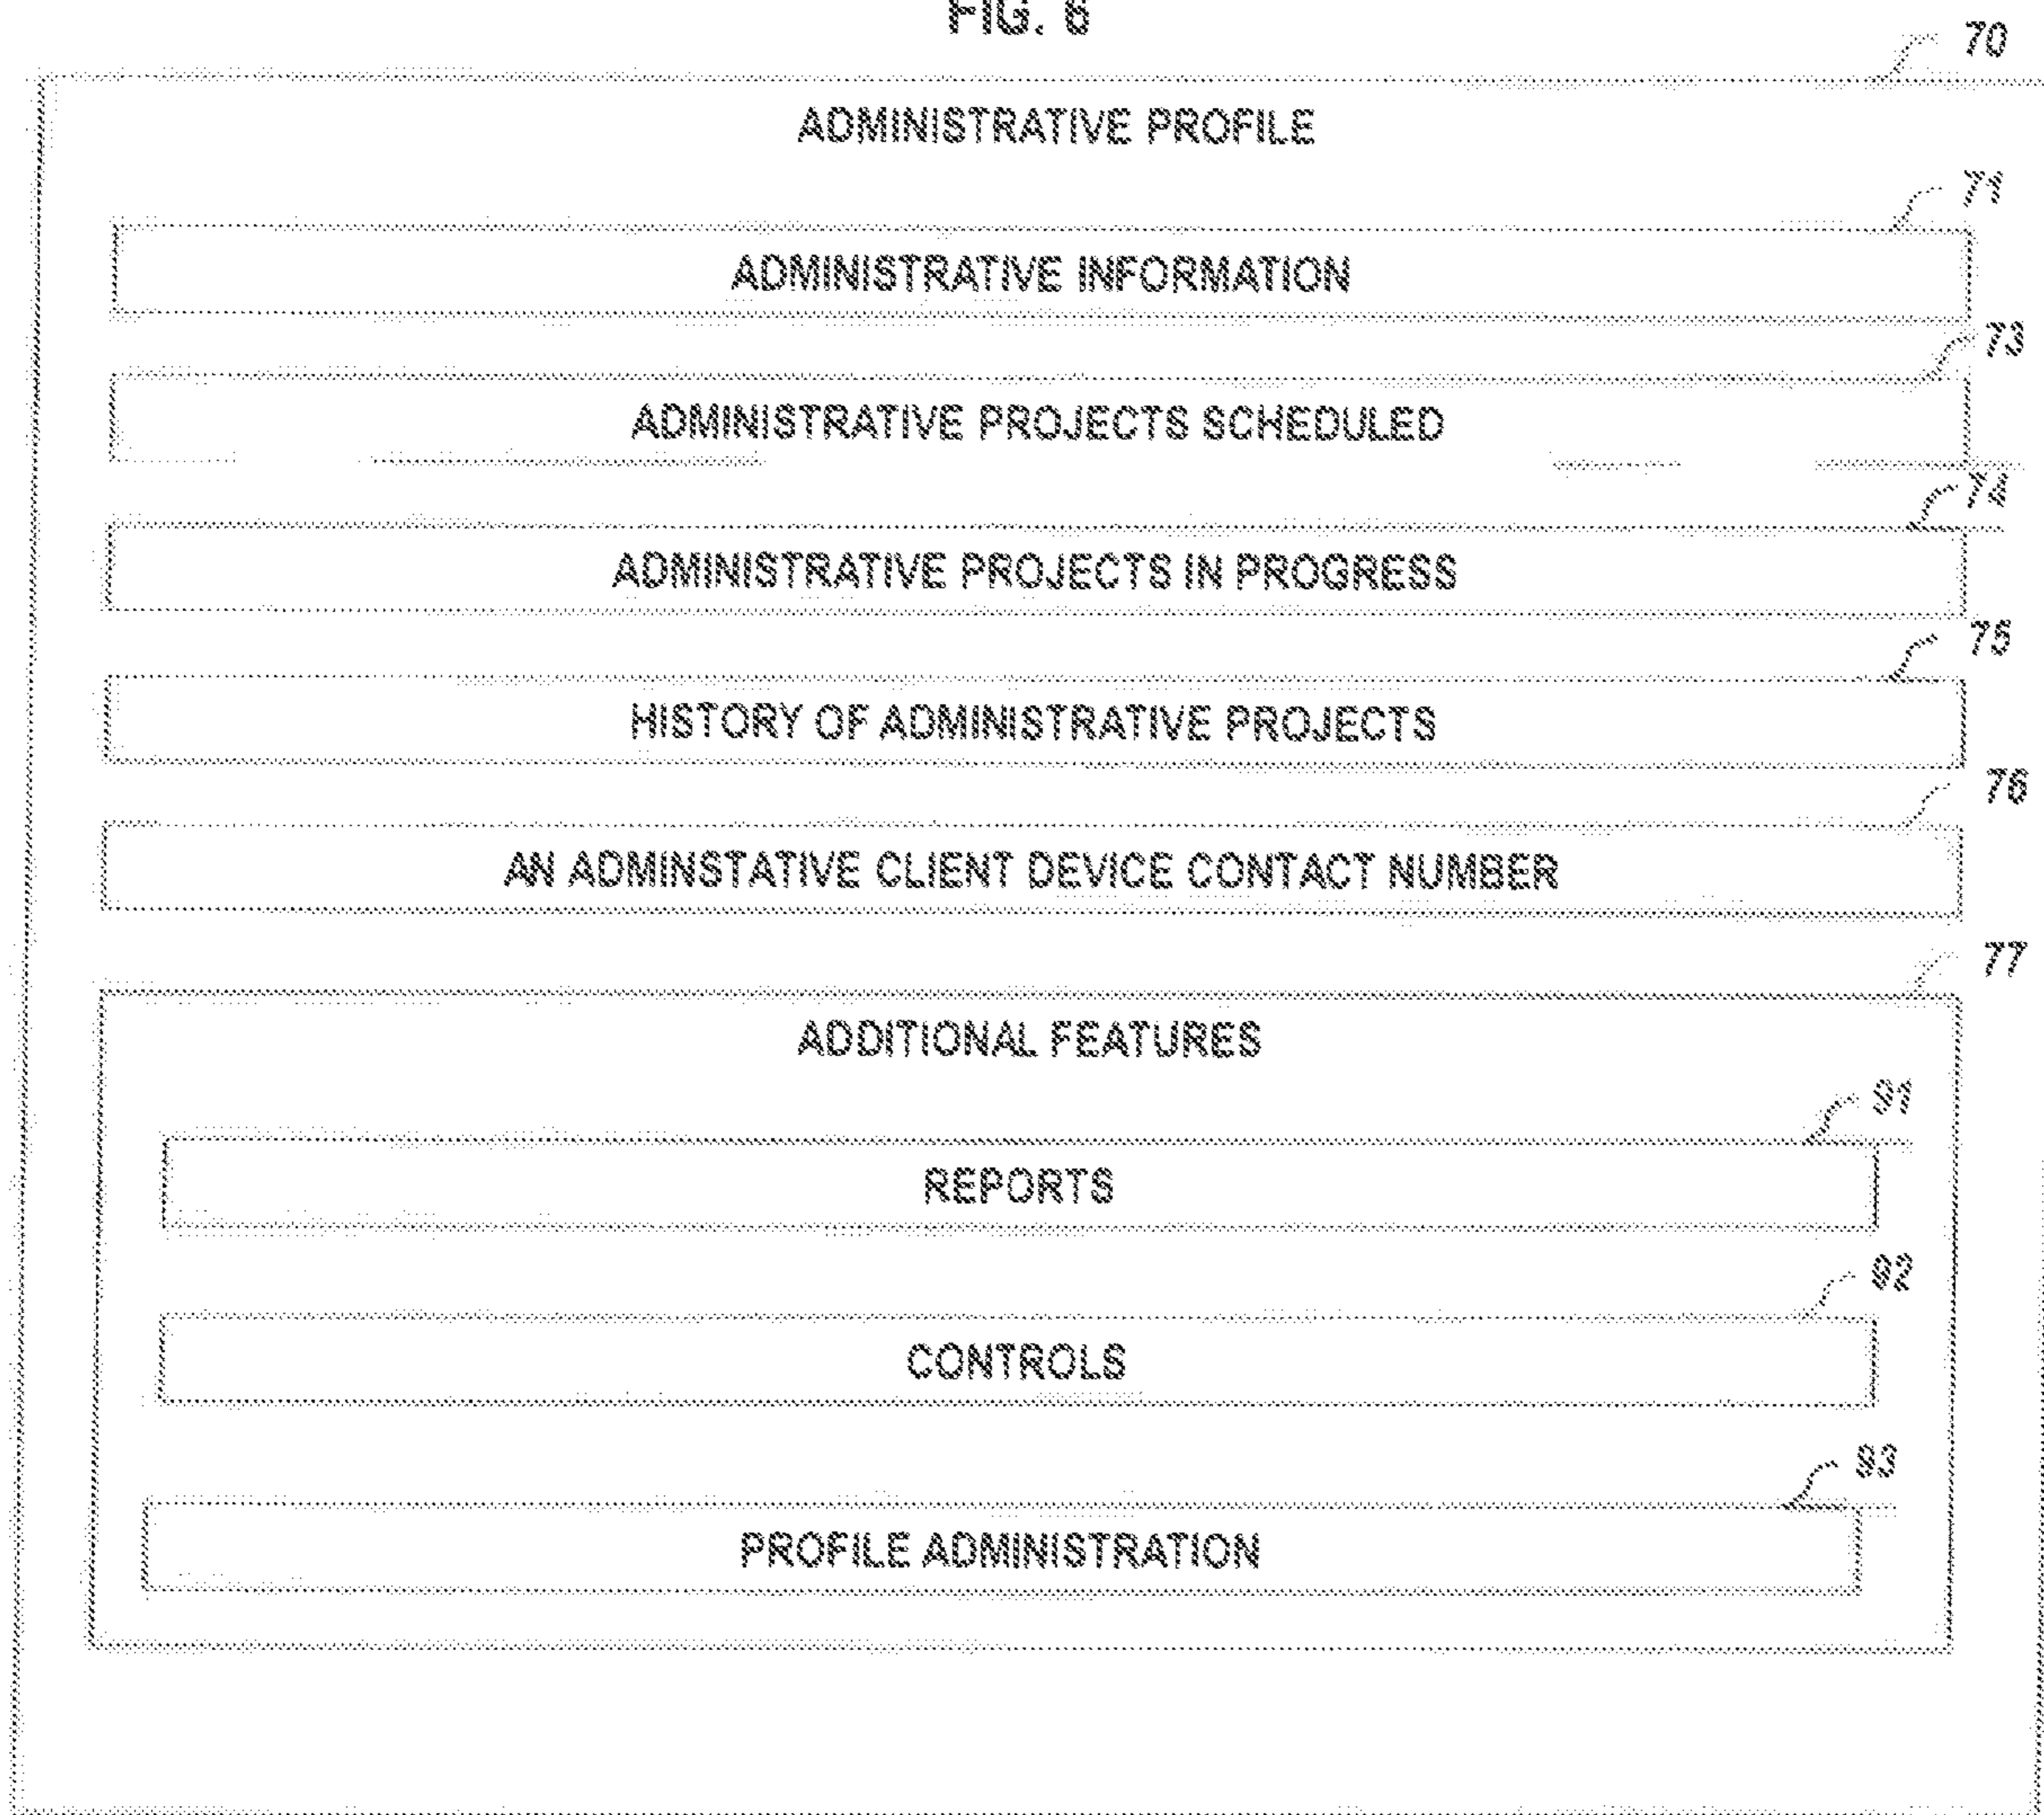 FIG. 6
70
ADMINISTRATIVE PROFILE
71
ADMINISTRATIVE INFORMATION
73
ADMINISTRATIVE PROJECTS SCHEDULED
74
ADMINISTRATIVE PROJECTS IN PROGRESS
75
HISTORY OF ADMINISTRATIVE PROJECTS
76
AN ADMINSTATIVE CLIENT DEVICE CONTACT NUMBER
77
ADDITIONAL FEATURES
91
REPORTS
92
CONTROLS
93
PROFILE ADMINISTRATION